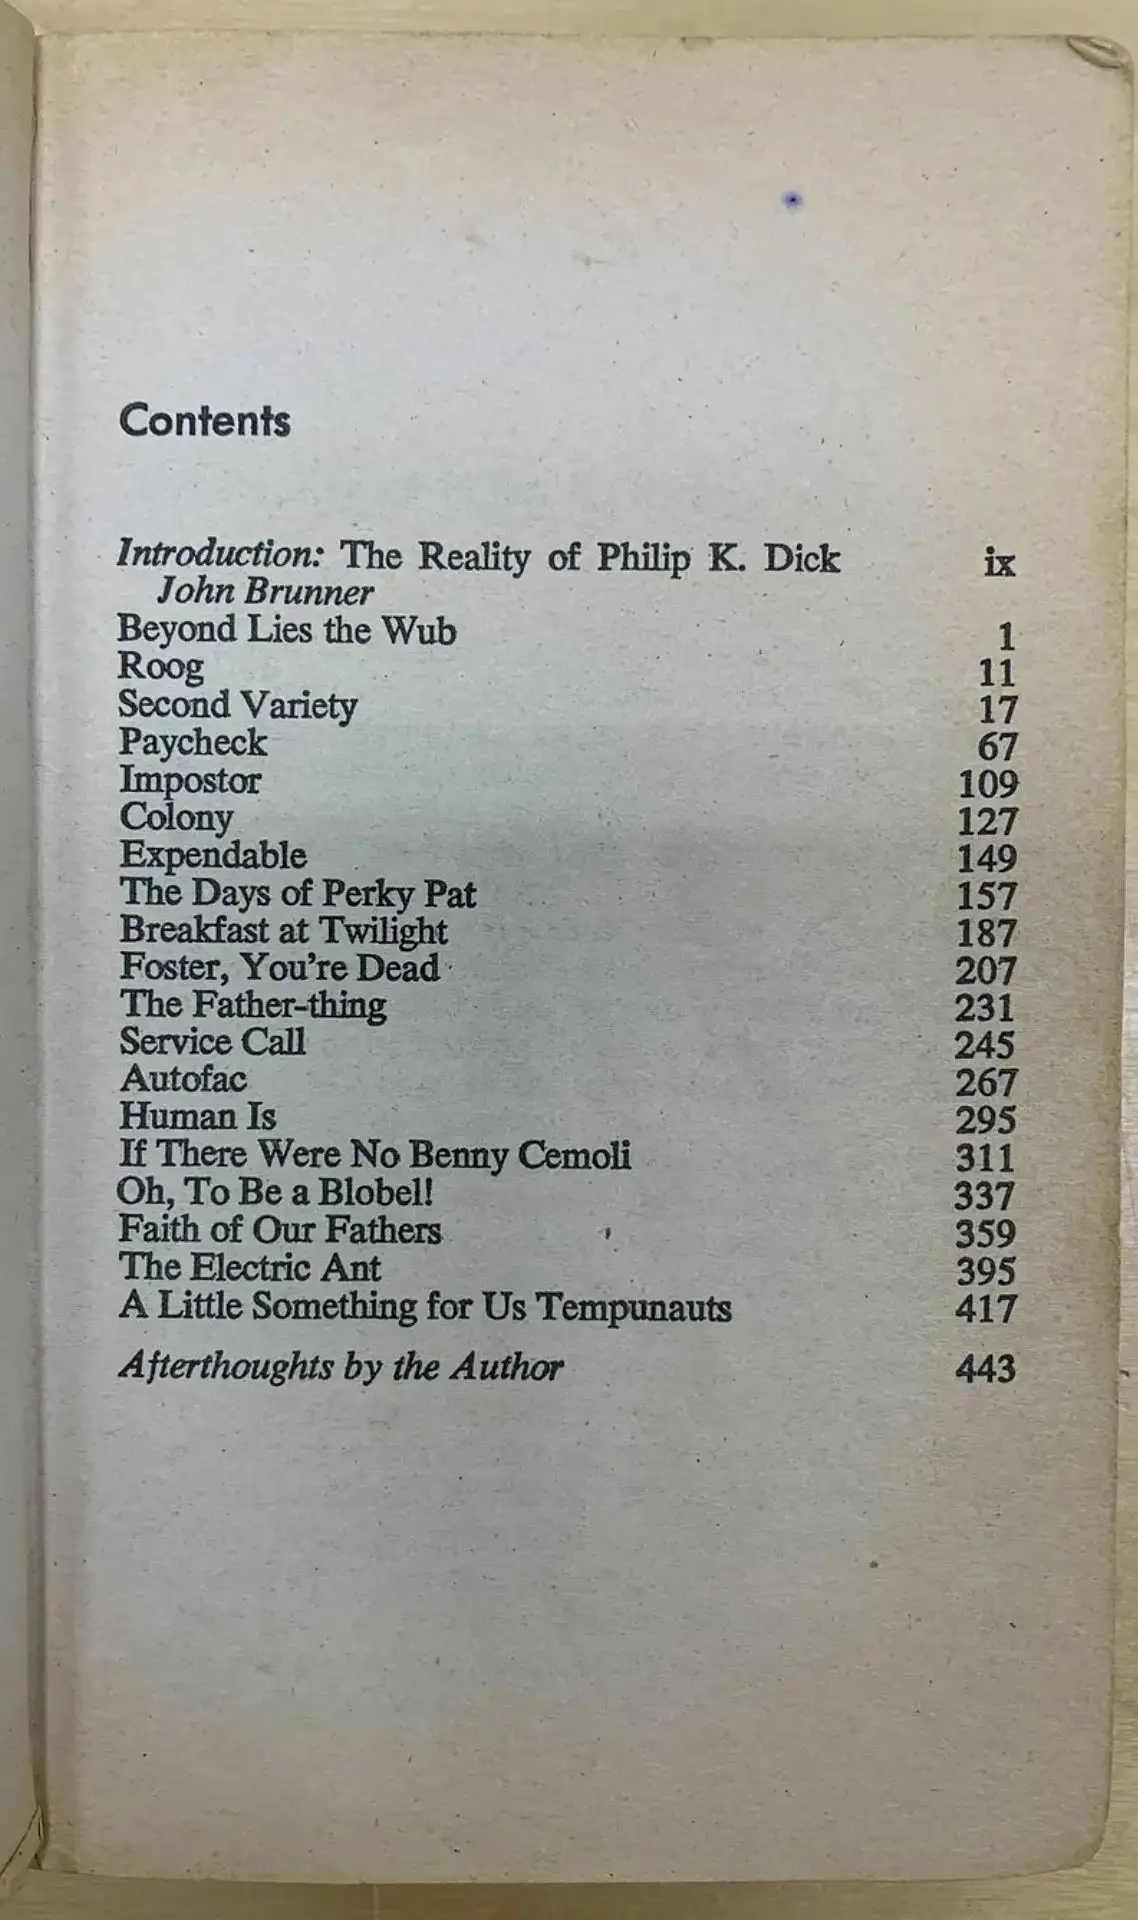 Contents
Introduction: The Reality of Philip K. Dick ix
John Brunner
Beyond Lies the Wub 1
Roog 11
Second Variety 17
Paycheck 67
Impostor 109
Colony 127
Expendable 149
The Days of Perky Pat 157
Breakfast at Twilight 187
Foster, You're Dead 207
The Father-thing 231
Service Call 245
Autofac 267
Human Is 295
If There Were No Benny Cemoli 311
Oh, To Be a Blobel! 337
Faith of Our Fathers 359
The Electric Ant 395
A Little Something for Us Tempunauts 417
Afterthoughts by the Author 443